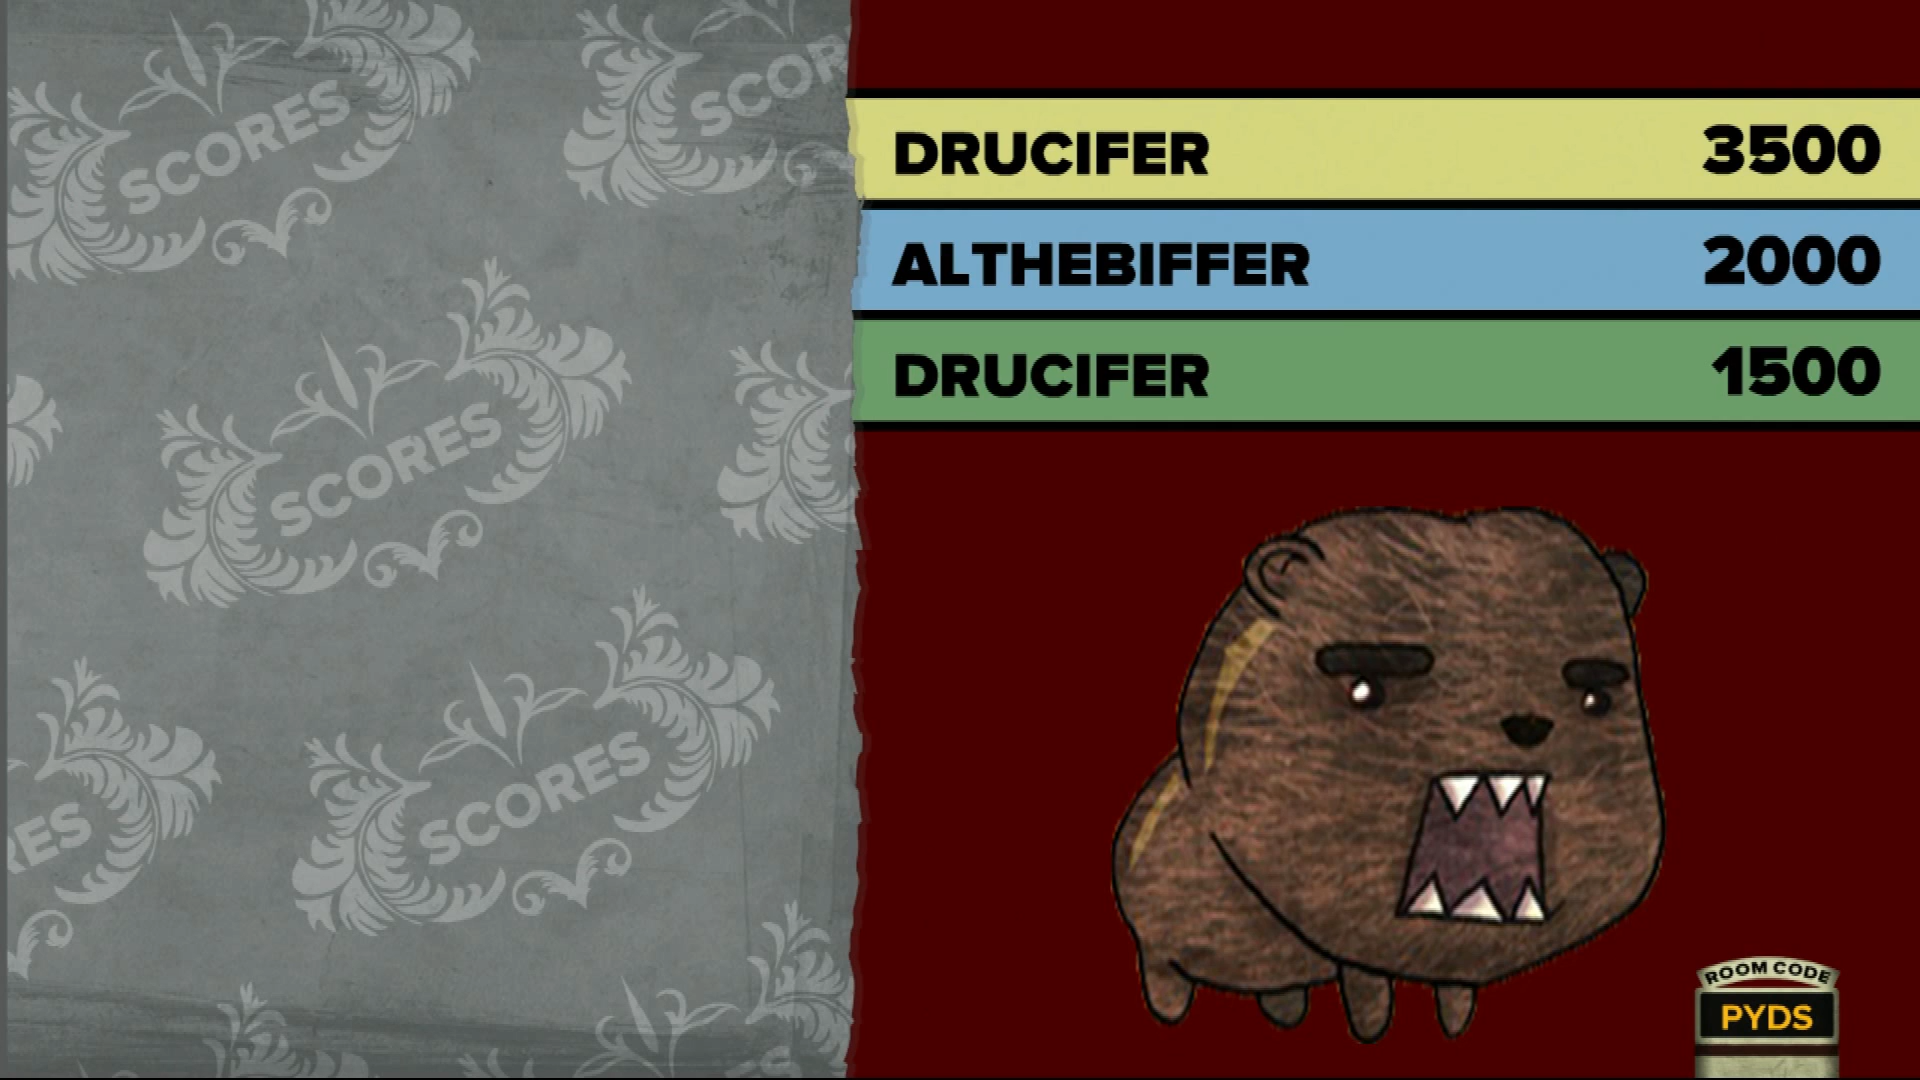 SCORES
SCORES
SCORES
SCORES
DRUCIFER 3500
ALTHEBIFFER 2000
DRUCIFER 1500
ROOM CODE
PYDS